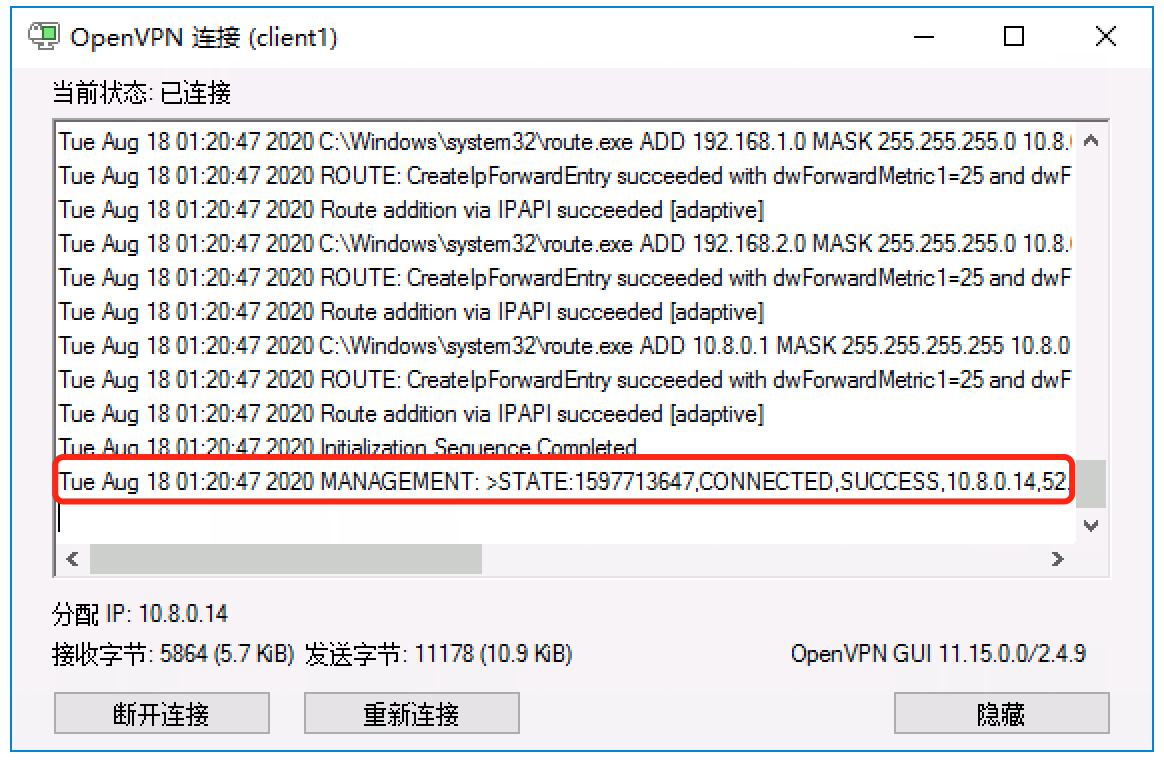 OpenVPN 连接 (client1)
当前状态: 已连接
Tue Aug 18 01:20:47 2020 C:\Windows\system32\route.exe ADD 192.168.1.0 MASK 255.255.255.0 10.8.
Tue Aug 18 01:20:47 2020 ROUTE: CreateIpForwardEntry succeeded with dwForwardMetric1=25 and dwF
Tue Aug 18 01:20:47 2020 Route addition via IPAPI succeeded [adaptive]
Tue Aug 18 01:20:47 2020 C:\Windows\system32\route.exe ADD 192.168.2.0 MASK 255.255.255.0 10.8.
Tue Aug 18 01:20:47 2020 ROUTE: CreateIpForwardEntry succeeded with dwForwardMetric1=25 and dwF
Tue Aug 18 01:20:47 2020 Route addition via IPAPI succeeded [adaptive]
Tue Aug 18 01:20:47 2020 C:\Windows\system32\route.exe ADD 10.8.0.1 MASK 255.255.255.255 10.8.0
Tue Aug 18 01:20:47 2020 ROUTE: CreateIpForwardEntry succeeded with dwForwardMetric1=25 and dwF
Tue Aug 18 01:20:47 2020 Route addition via IPAPI succeeded [adaptive]
Tue Aug 18 01:20:47 2020 Initialization Sequence Completed
Tue Aug 18 01:20:47 2020 MANAGEMENT: >STATE:1597713647,CONNECTED,SUCCESS,10.8.0.14,52.
分配 IP: 10.8.0.14
接收字节: 5864 (5.7 KiB) 发送字节: 11178 (10.9 KiB) OpenVPN GUI 11.15.0.0/2.4.9
断开连接 重新连接 隐藏